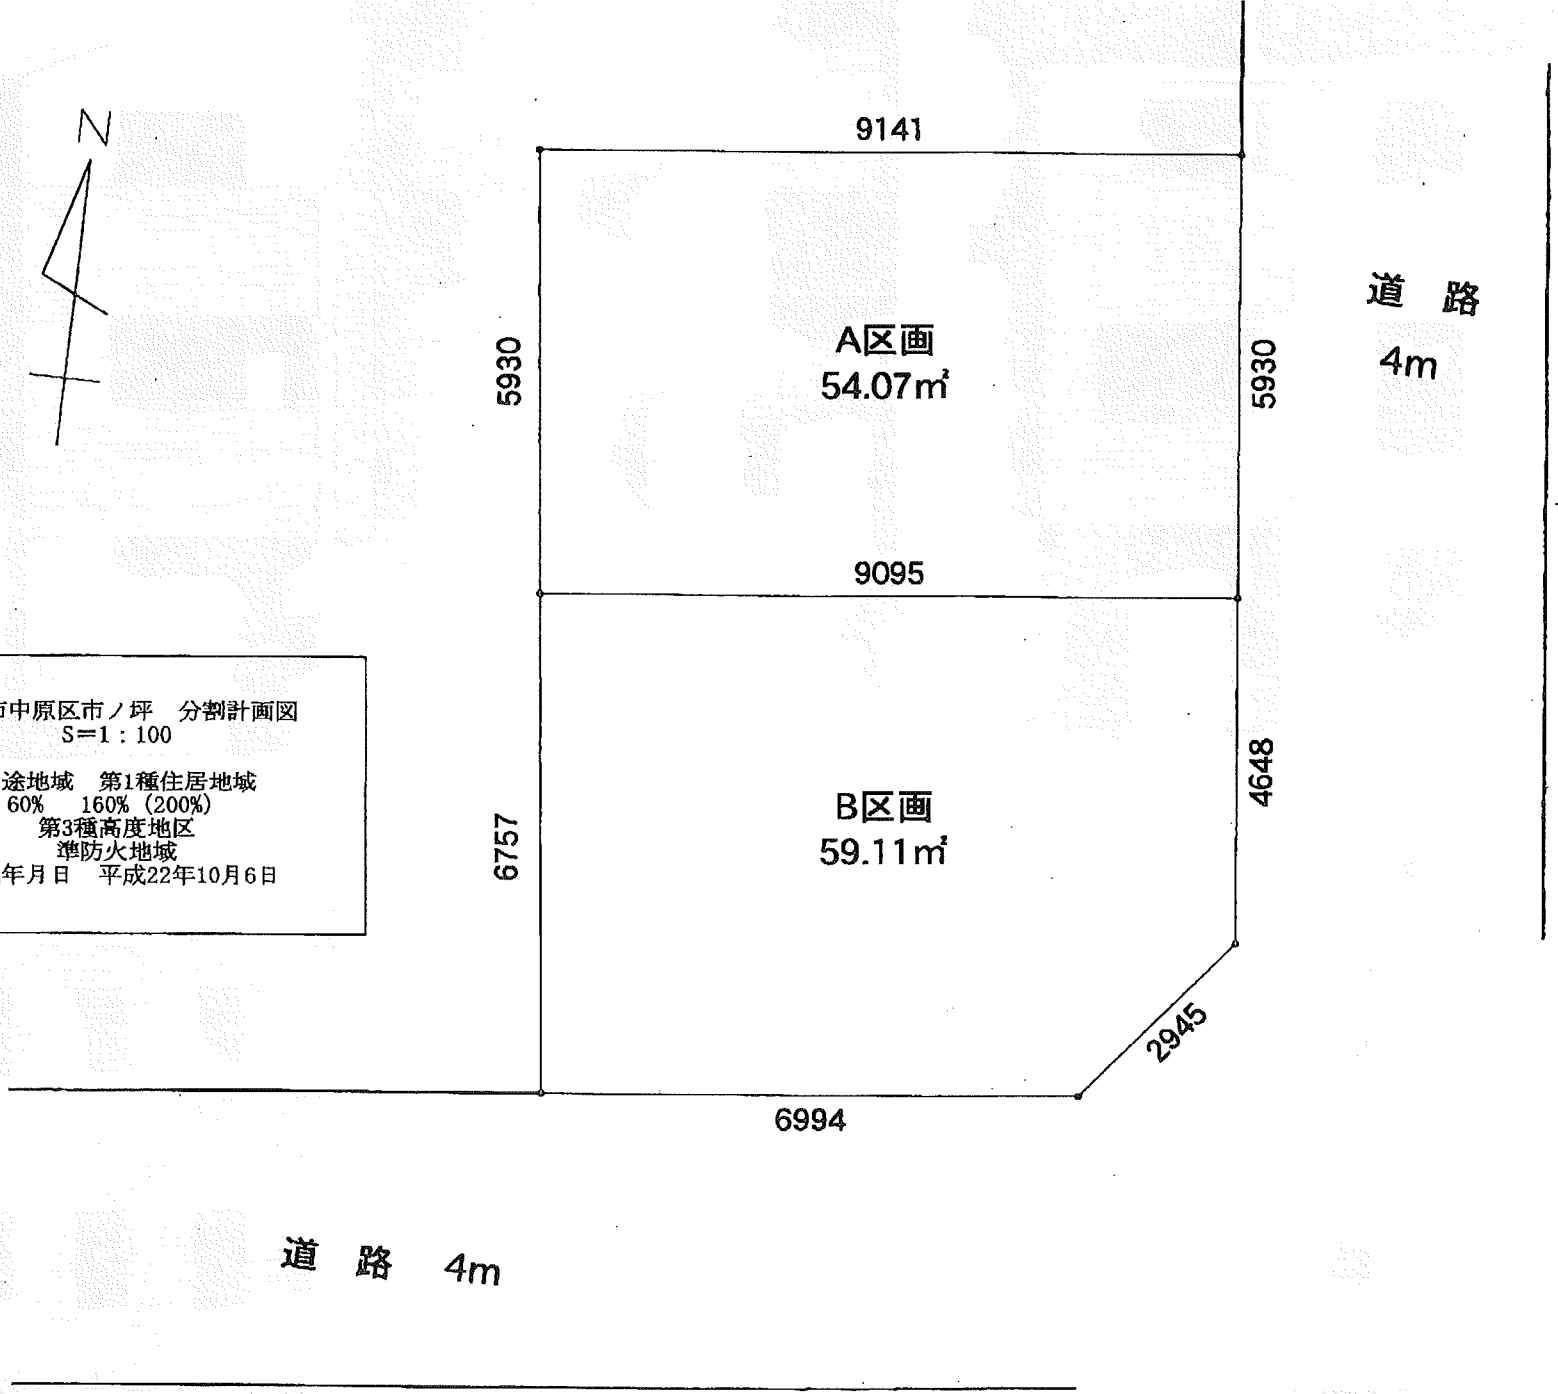 N
9141
道 路
4m
A区画
54.07㎡
5930
5930
9095
市中原区市ノ坪 分割計画図
S=1：100
途地域 第1種住居地域
60% 160%（200%）
第3種高度地区
準防火地域
年月日 平成22年10月6日
B区画
59.11㎡
6757
4648
2945
6994
道 路 4m